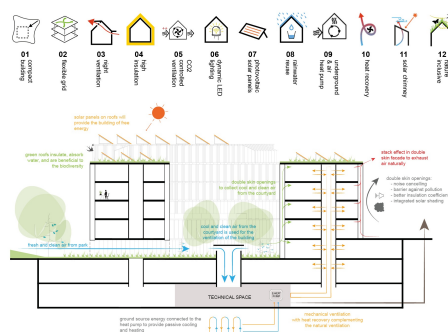 01
compact
building
02
flexible grid
03
night
ventilation
04
high
insulation
05
CO2
controlled
ventilation
06
dynamic LED
lighting
07
photovoltaic
solar panels
08
rainwater
reuse
09
underground
& air
heat pump
10
heat recovery
11
solar chimney
12
nature
inclusive
solar panels on roofs will
provide the building of free
energy
green roofs insulate, absorb
water, and are beneficial to
the biodiversity
double skin openings
to collect cool and clean air
from the courtyard
stack effect in double
skin facade to exhaust
air naturally
double skin openings:
- noise cancelling
- barrier against pollution
- better insulation coefficient
- integrated solar shading
fresh and clean air from park
cool and clean air from the
courtyard is used for the
ventilation of the building
TECHNICAL SPACE
ground source energy connected to the
heat pump to provide passive cooling
and heating
mechanical ventilation
with heat recovery complementing
the natural ventilation